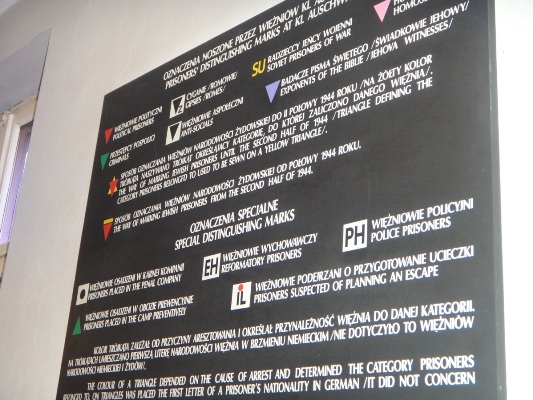 OZNACZENIA NOSZONE PRZEZ WIĘŹNIÓW KL
PRISONERS' DISTINGUISHING MARKS AT KL AUSCHWITZ
WIĘŹNIOWIE POLITYCZNI
POLITICAL PRISONERS
CYGANIE /ROMOWIE/
GIPSIES /ROMES/
SU RADZIECCY JEŃCY WOJENNI
SOVIET PRISONERS OF WAR
PRZESTĘPCY POSPOLICI
CRIMINALS
WIĘŹNIOWIE ASPOŁECZNI
ANTI-SOCIALS
BADACZE PISMA ŚWIĘTEGO /ŚWIADKOWIE JEHOWY/
EXPONENTS OF THE BIBLE /JEHOVA WITNESSES/
SPOSÓB OZNACZANIA WIĘŹNIÓW NARODOWOŚCI ŻYDOWSKIEJ DO II POŁOWY 1944 ROKU /NA ŻÓŁTY KOLOR
TRÓJKĄTA NASZYWANO TRÓJKĄT OKREŚLAJĄCY KATEGORIĘ, DO KTÓREJ ZALICZONO DANEGO WIĘŹNIA/.
THE WAY OF MARKING JEWISH PRISONERS UNTIL THE SECOND HALF OF 1944 /TRIANGLE DEFINING THE
CATEGORY PRISONERS BELONGED TO USED TO BE SEWN ON A YELLOW TRIANGLE/.
SPOSÓB OZNACZANIA WIĘŹNIÓW NARODOWOŚCI ŻYDOWSKIEJ OD POŁOWY 1944 ROKU.
THE WAY OF MARKING JEWISH PRISONERS FROM THE SECOND HALF OF 1944.
OZNACZENIA SPECJALNE
SPECIAL DISTINGUISHING MARKS
WIĘŹNIOWIE OSADZENI W KARNEJ KOMPANII
PRISONERS PLACED IN THE PENAL COMPANY
EH WIĘŹNIOWIE WYCHOWAWCZY
REFORMATORY PRISONERS
PH WIĘŹNIOWIE POLICYJNI
POLICE PRISONERS
WIĘŹNIOWIE OSADZENI W OBOZIE PREWENCYJNIE
PRISONERS PLACED IN THE CAMP PREVENTIVELY
iL WIĘŹNIOWIE PODEJRZANI O PRZYGOTOWANIE UCIECZKI
PRISONERS SUSPECTED OF PLANNING AN ESCAPE
KOLOR TRÓJKĄTA ZALEŻAŁ OD PRZYCZYNY ARESZTOWANIA I OKREŚLAŁ PRZYNALEŻNOŚĆ WIĘŹNIA DO DANEJ KATEGORII.
NA TRÓJKĄTACH UMIESZCZANO PIERWSZĄ LITERĘ NARODOWOŚCI WIĘŹNIA W BRZMIENIU NIEMIECKIM /NIE DOTYCZYŁO TO WIĘŹNIÓW
NARODOWOŚCI NIEMIECKIEJ I ŻYDÓW/.
THE COLOUR OF A TRIANGLE DEPENDED ON THE CAUSE OF ARREST AND DETERMINED THE CATEGORY PRISONERS
BELONGED TO. ON TRIANGLES WAS PLACED THE FIRST LETTER OF A PRISONER'S NATIONALITY IN GERMAN /IT DID NOT CONCERN